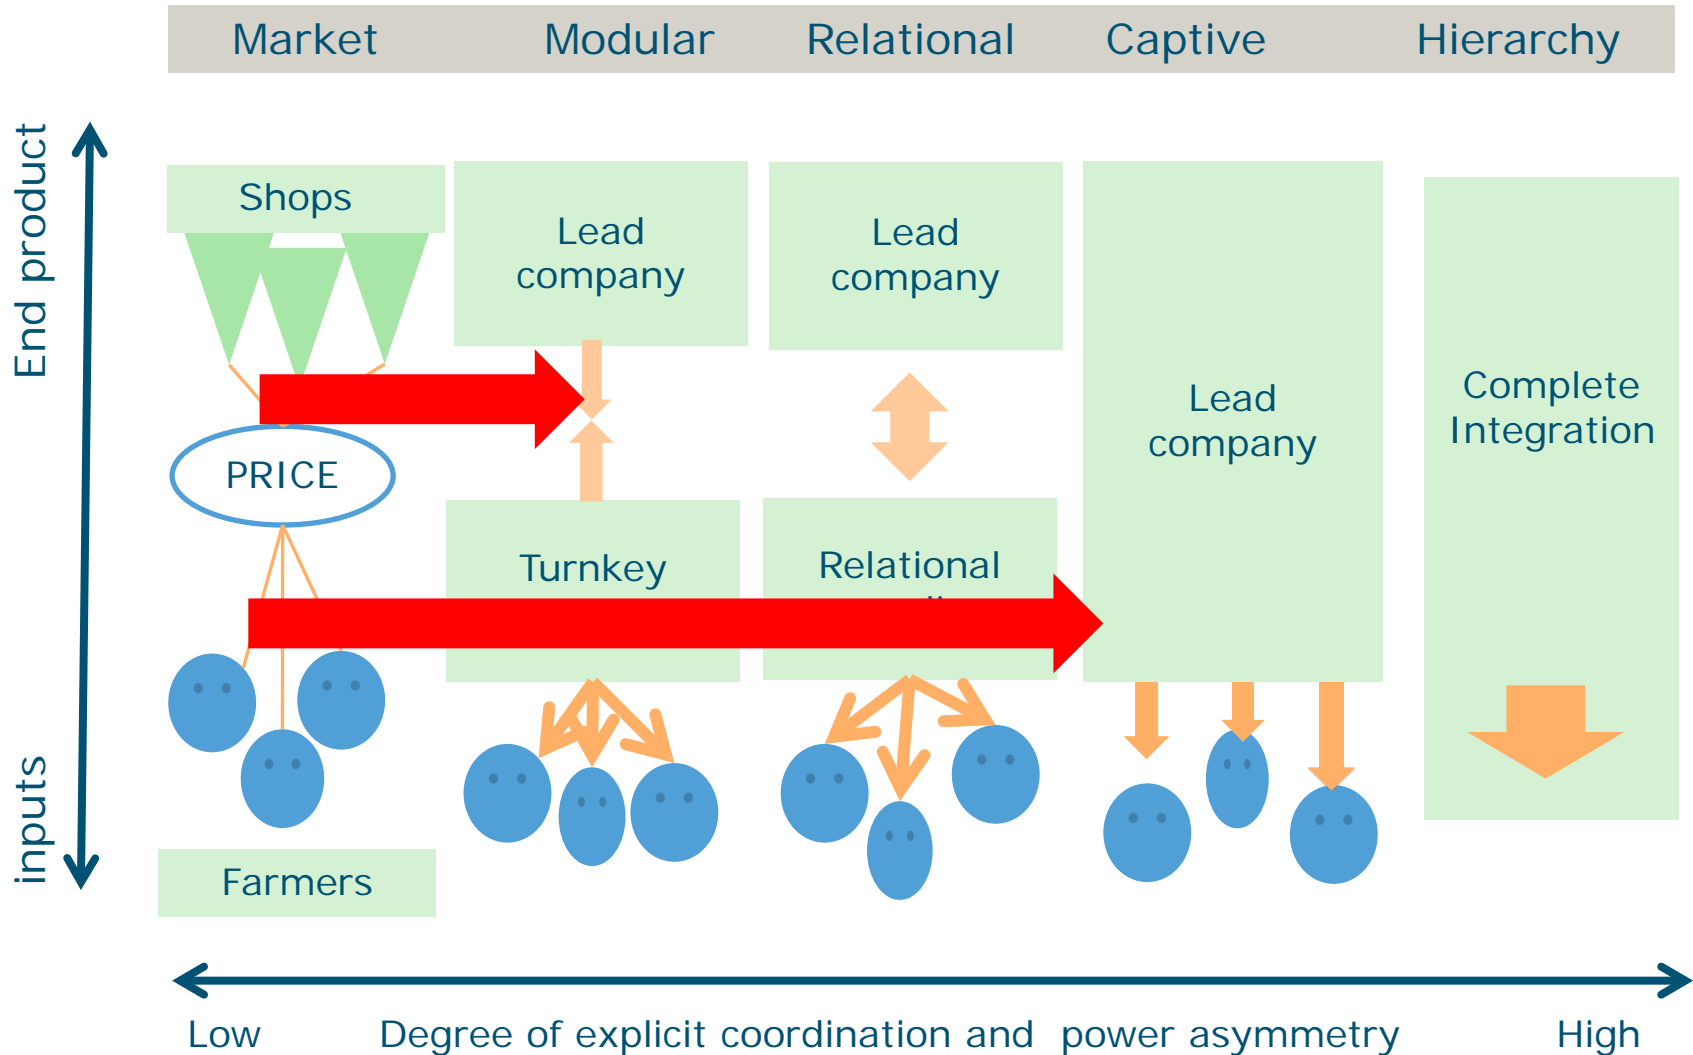 Market Modular Relational Captive Hierarchy
End product
inputs
Shops
Lead
company
Lead
company
Lead
company
Complete
Integration
PRICE
Turnkey
Relational
Farmers
Low Degree of explicit coordination and power asymmetry High